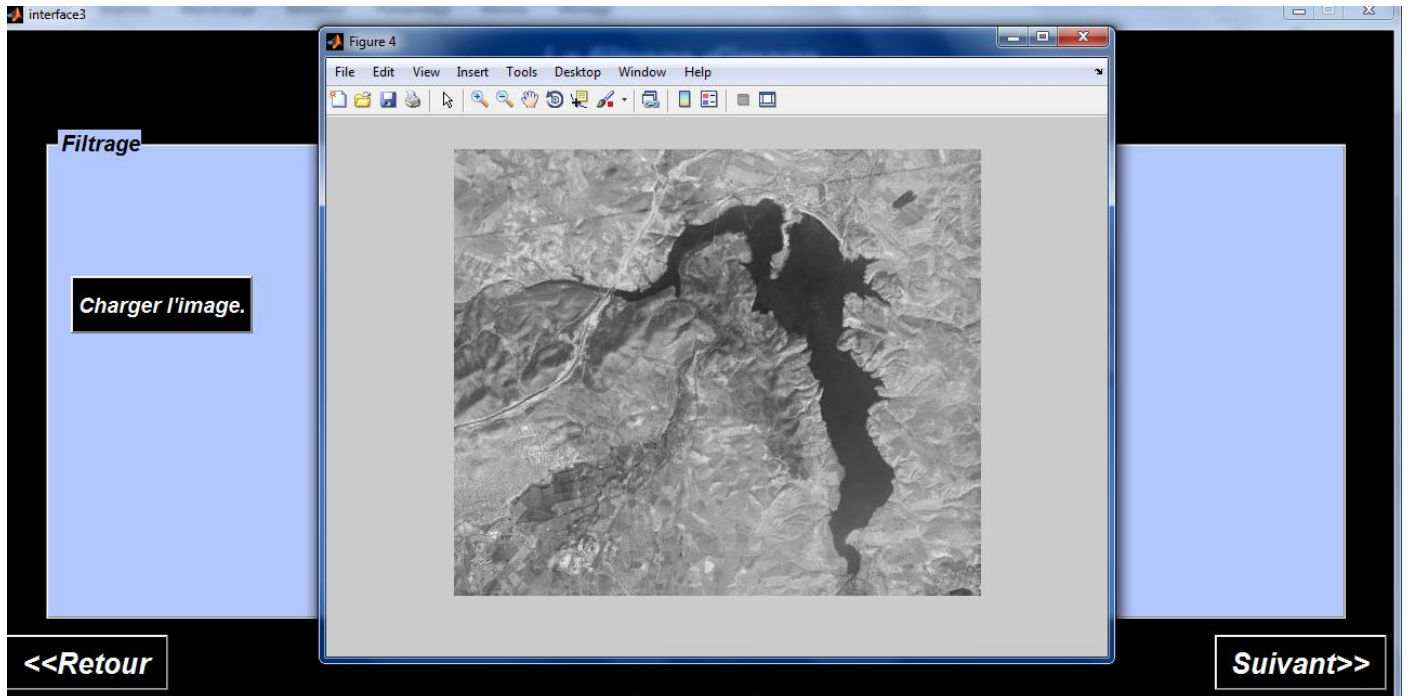 interface3
Figure 4
File Edit View Insert Tools Desktop Window Help
Filtrage
Charger l'image.
<<Retour
Suivant>>